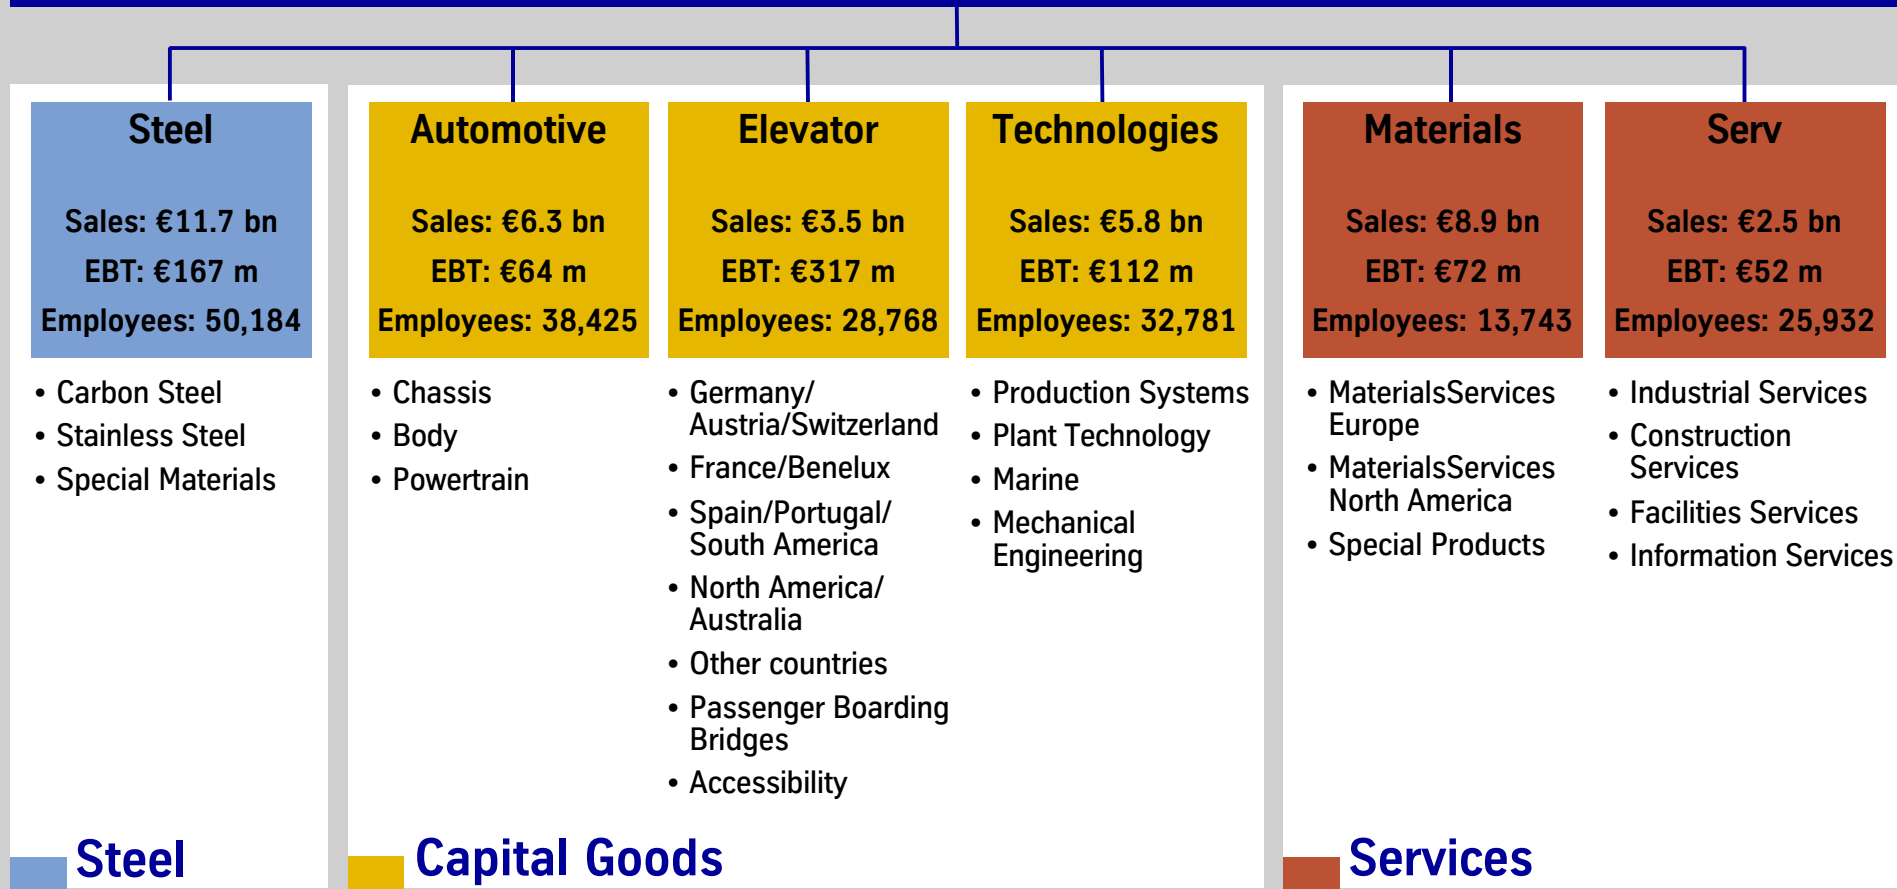 Steel
Sales: €11.7 bn
EBT: €167 m
Employees: 50,184
• Carbon Steel
• Stainless Steel
• Special Materials
Steel
Automotive
Sales: €6.3 bn
EBT: €64 m
Employees: 38,425
• Chassis
• Body
• Powertrain
Elevator
Sales: €3.5 bn
EBT: €317 m
Employees: 28,768
• Germany/
Austria/Switzerland
• France/Benelux
• Spain/Portugal/
South America
• North America/
Australia
• Other countries
• Passenger Boarding
Bridges
• Accessibility
Technologies
Sales: €5.8 bn
EBT: €112 m
Employees: 32,781
• Production Systems
• Plant Technology
• Marine
• Mechanical
Engineering
Capital Goods
Materials
Sales: €8.9 bn
EBT: €72 m
Employees: 13,743
• MaterialsServices
Europe
• MaterialsServices
North America
• Special Products
Serv
Sales: €2.5 bn
EBT: €52 m
Employees: 25,932
• Industrial Services
• Construction
Services
• Facilities Services
• Information Services
Services